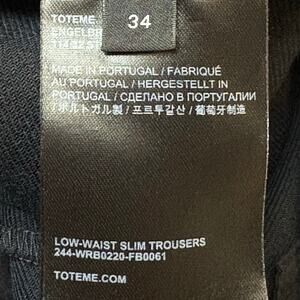 TOTEME
34
MADE IN PORTUGAL / FABRIQUÉ
AU PORTUGAL / HERGESTELLT IN
PORTUGAL / СДЕЛАНО В ПОРТУГАЛИИ
/ポルトガル製 / 포르투갈산 / 葡萄牙制造
LOW-WAIST SLIM TROUSERS
244-WRB0220-FB0061
TOTEME.COM